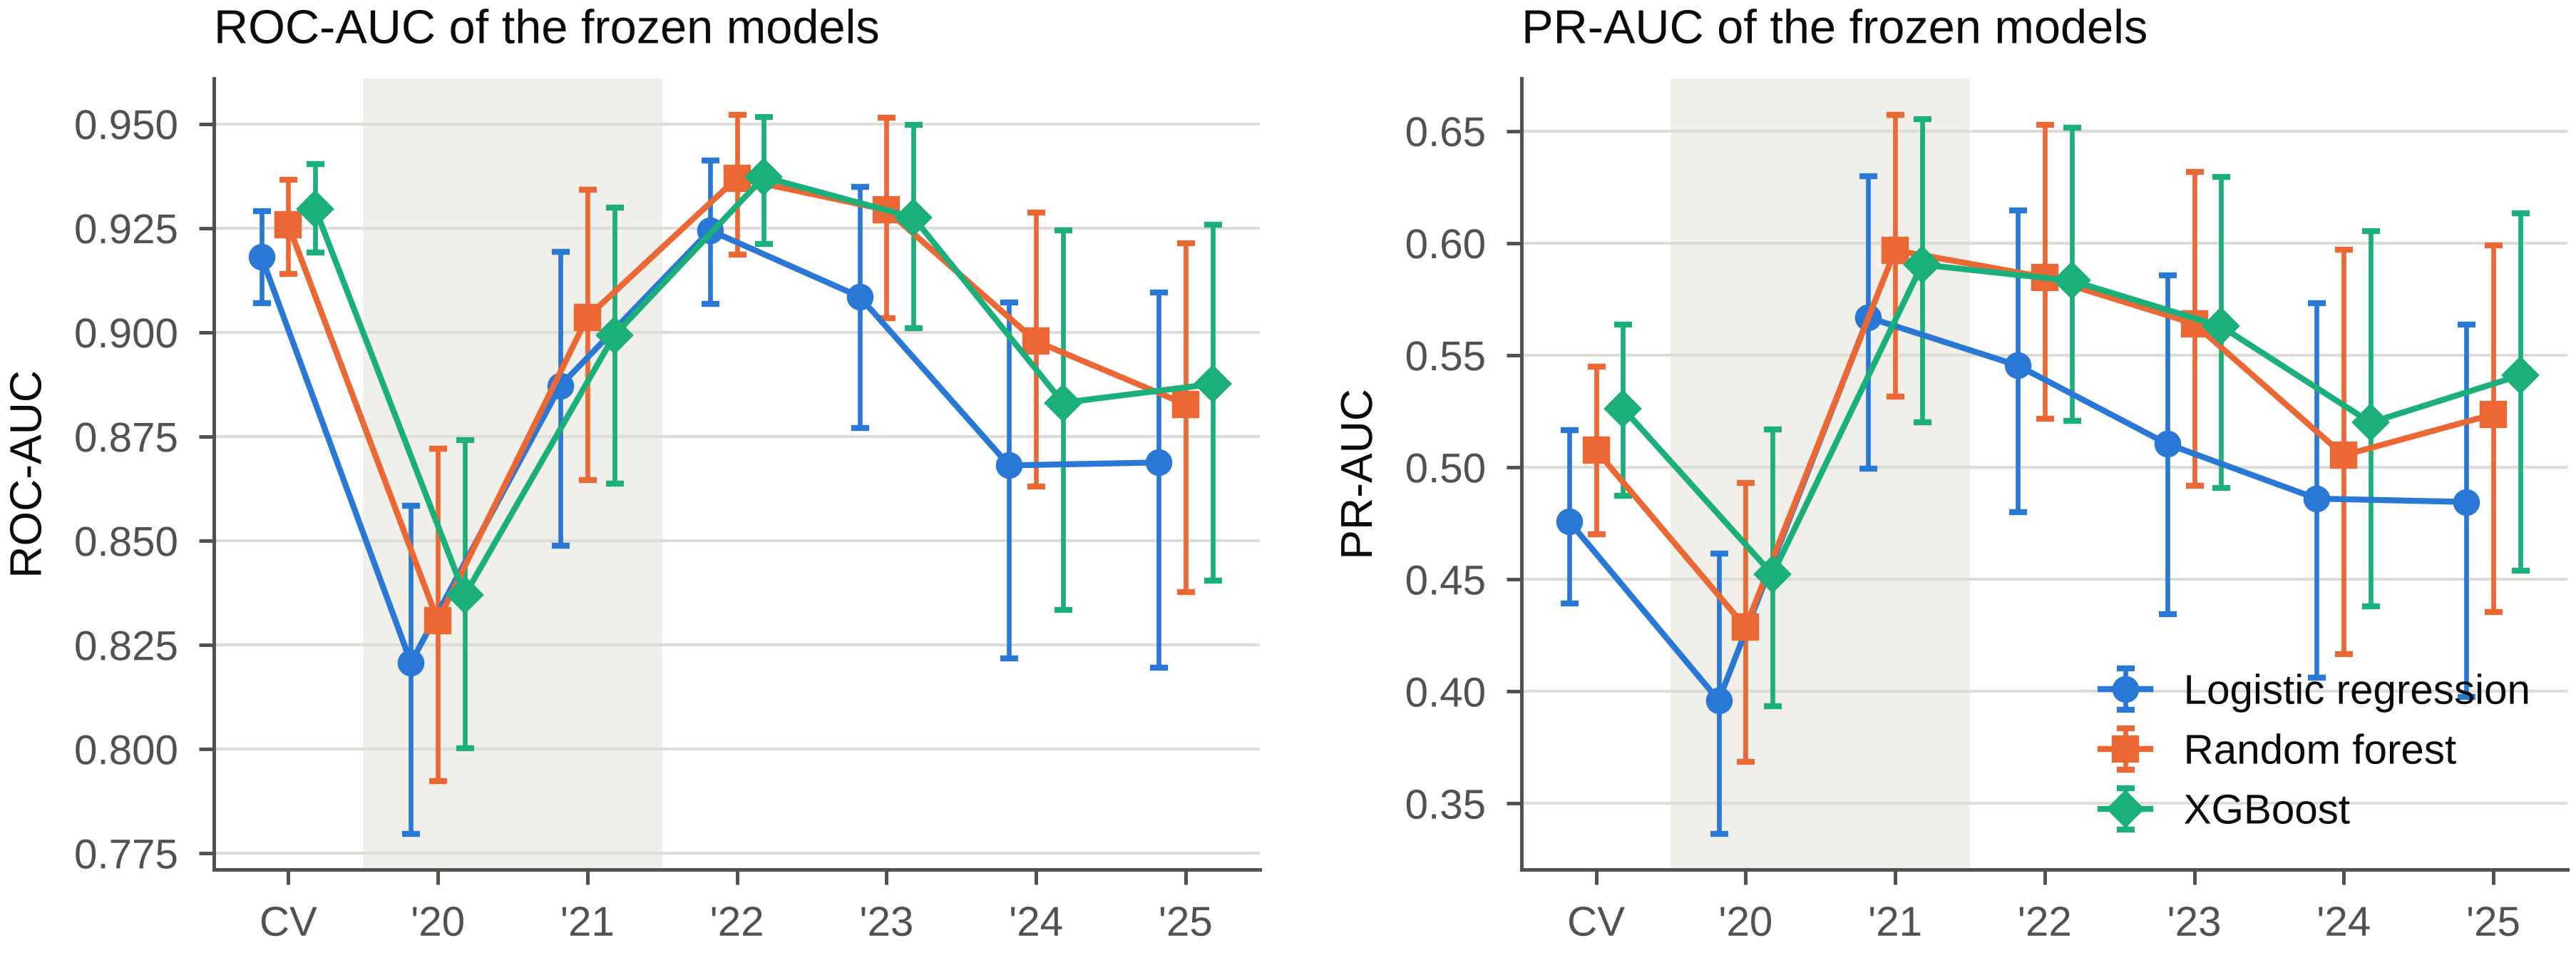 ROC-AUC of the frozen models
ROC-AUC
0.950
0.925
0.900
0.875
0.850
0.825
0.800
0.775
CV '20 '21 '22 '23 '24 '25
PR-AUC of the frozen models
PR-AUC
0.65
0.60
0.55
0.50
0.45
0.40
0.35
Logistic regression
Random forest
XGBoost
CV '20 '21 '22 '23 '24 '25